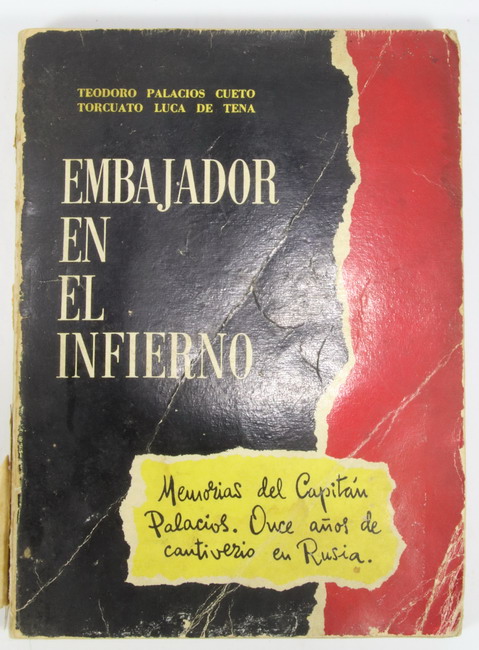 TEODORO PALACIOS CUETO
TORCUATO LUCA DE TENA
EMBAJADOR
EN
EL
INFIERNO
Memorias del Capitán
Palacios. Once años de
cautiverio en Rusia.